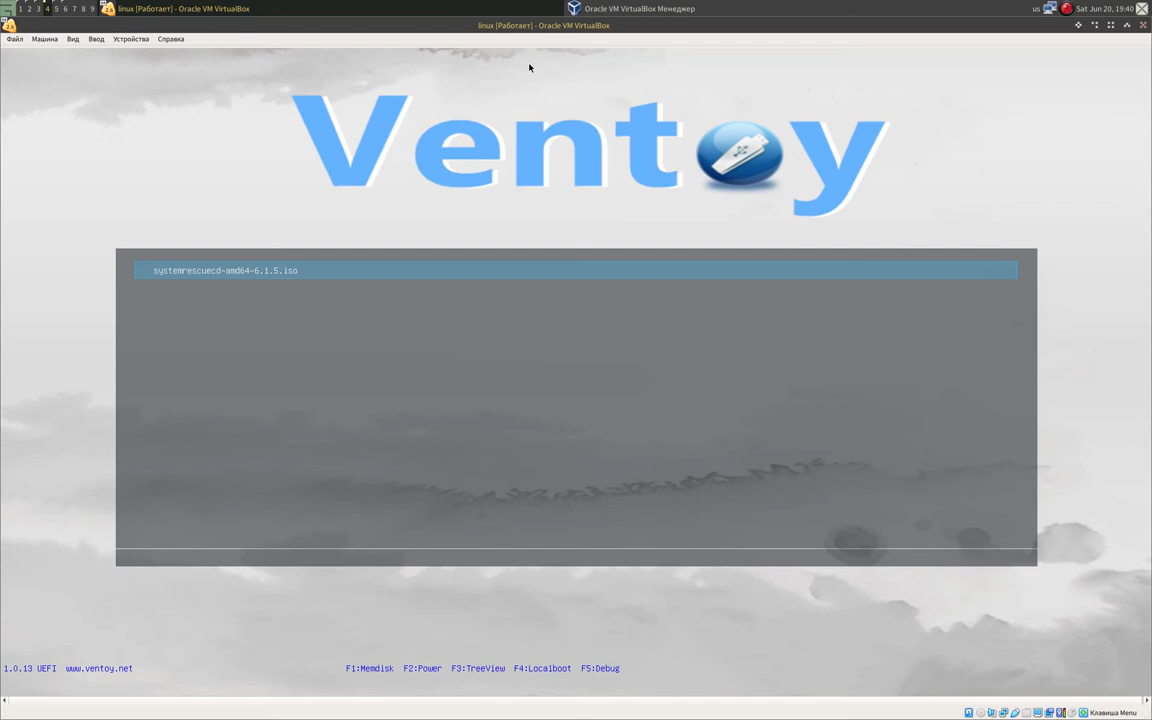 1 2 3 4 5 6 7 8 9 linux [Работает] - Oracle VM VirtualBox Oracle VM VirtualBox Менеджер us Sat Jun 20, 19:40
linux [Работает] - Oracle VM VirtualBox
Файл Машина Вид Ввод Устройства Справка
Ventoy
systemrescuecd-amd64-6.1.5.iso
1.0.13 UEFI www.ventoy.net F1:Memdisk F2:Power F3:TreeView F4:Localboot F5:Debug
Клавиша Menu